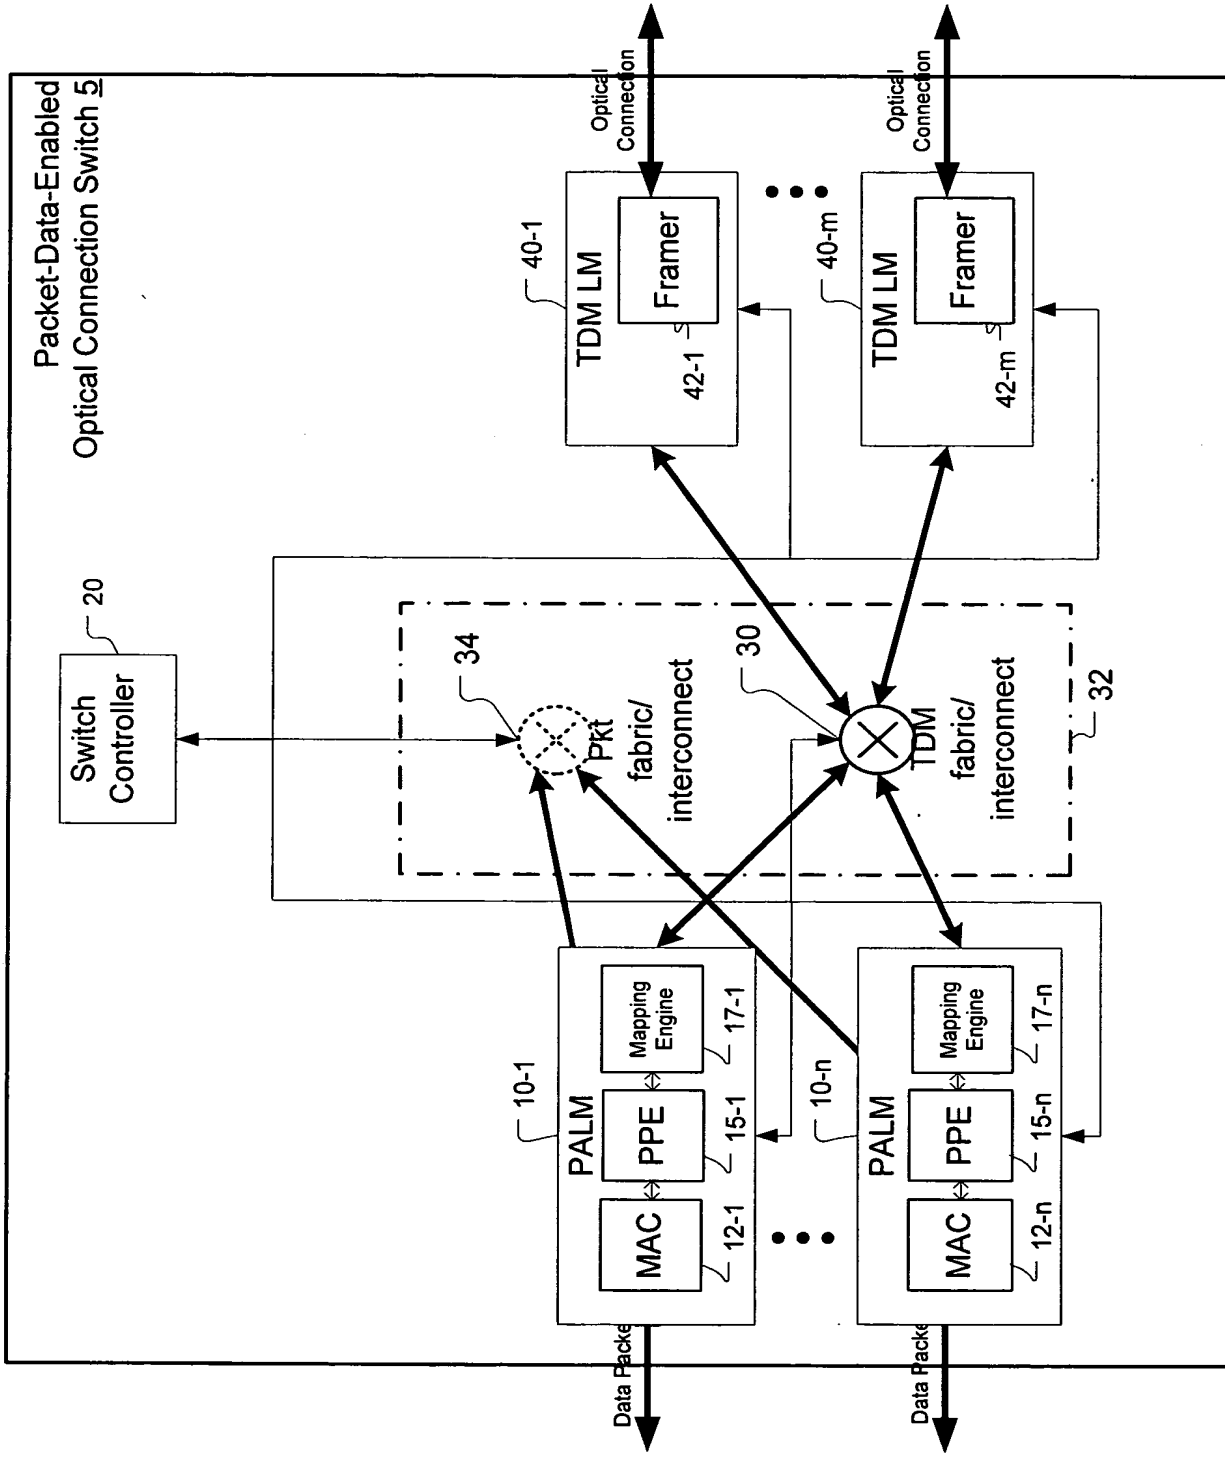 Packet-Data-Enabled
Optical Connection Switch 5
Switch
Controller
20
34
Pkt
fabric/
interconnect
30
TDM
fabric/
interconnect
32
10-1
PALM
MAC
12-1
PPE
15-1
Mapping
Engine
17-1
Data Packe
10-n
PALM
MAC
12-n
PPE
15-n
Mapping
Engine
17-n
Data Packe
40-1
TDM LM
Framer
42-1
Optical
Connection
40-m
TDM LM
Framer
42-m
Optical
Connection